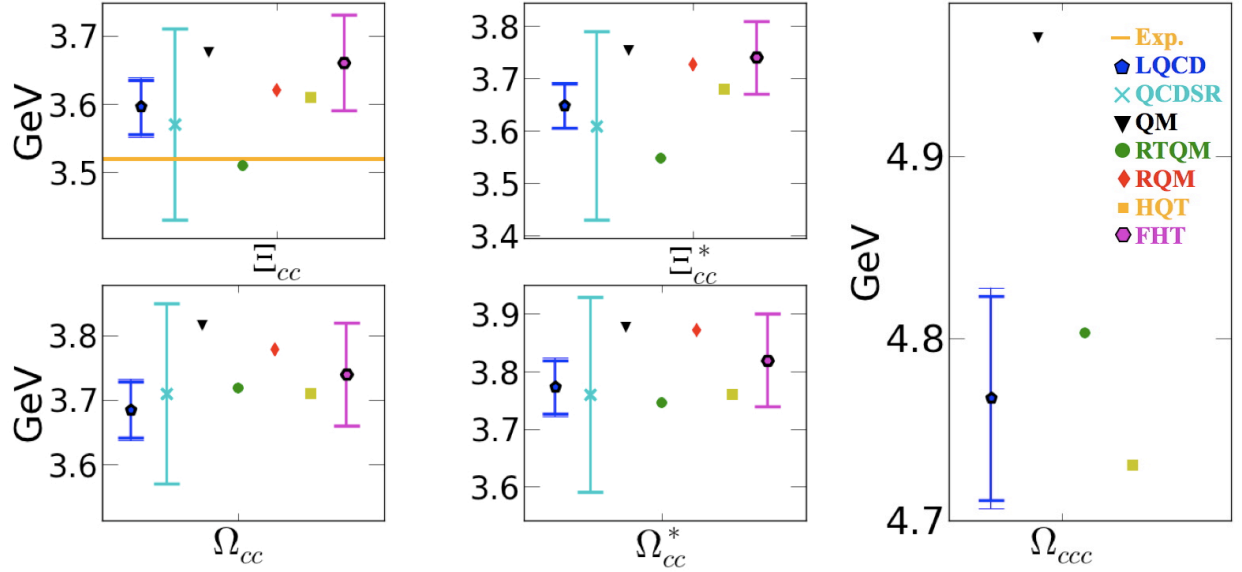 GeV
3.7
3.6
3.5
Ξcc
3.8
3.7
3.6
3.5
3.4
Ξ*cc
GeV
3.8
3.7
3.6
Ωcc
3.9
3.8
3.7
3.6
Ω*cc
GeV
4.9
4.8
4.7
Ωccc
Exp.
LQCD
QCDSR
QM
RTQM
RQM
HQT
FHT